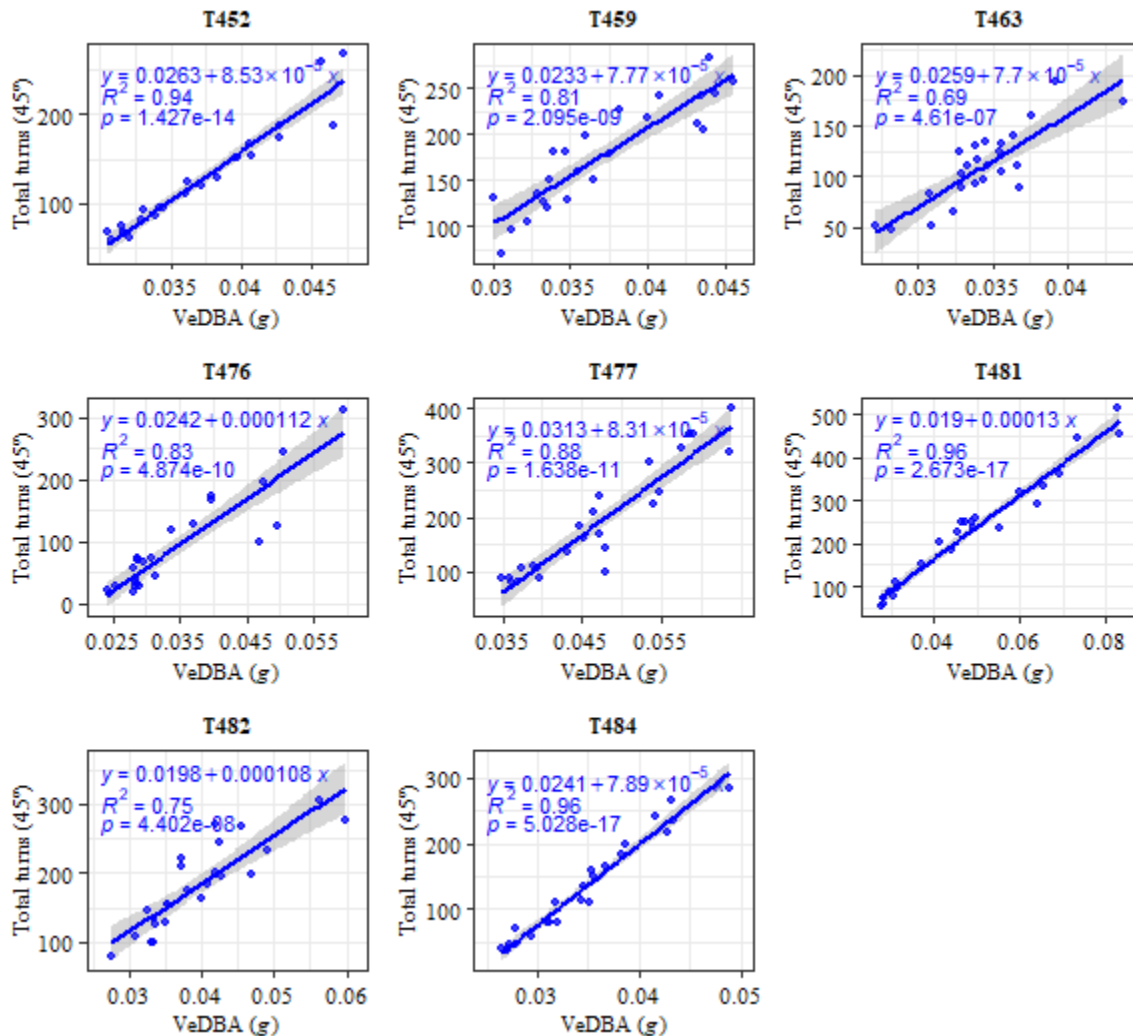 T452
y = 0.0263 + 8.53 × 10⁻⁵ x
R² = 0.94
p = 1.427e-14
200
100
0.035 0.04 0.045
VeDBA (g)
Total turns (45º)
T459
y = 0.0233 + 7.77 × 10⁻⁵ x
R² = 0.81
p = 2.095e-09
250
200
150
100
0.03 0.035 0.04 0.045
VeDBA (g)
Total turns (45º)
T463
y = 0.0259 + 7.7 × 10⁻⁵ x
R² = 0.69
p = 4.61e-07
200
150
100
50
0.03 0.035 0.04
VeDBA (g)
Total turns (45º)
T476
y = 0.0242 + 0.000112 x
R² = 0.83
p = 4.874e-10
300
200
100
0
0.025 0.035 0.045 0.055
VeDBA (g)
Total turns (45º)
T477
y = 0.0313 + 8.31 × 10⁻⁵ x
R² = 0.88
p = 1.638e-11
400
300
200
100
0.035 0.045 0.055
VeDBA (g)
Total turns (45º)
T481
y = 0.019 + 0.00013 x
R² = 0.96
p = 2.673e-17
500
400
300
200
100
0.04 0.06 0.08
VeDBA (g)
Total turns (45º)
T482
y = 0.0198 + 0.000108 x
R² = 0.75
p = 4.402e-08
300
200
100
0.03 0.04 0.05 0.06
VeDBA (g)
Total turns (45º)
T484
y = 0.0241 + 7.89 × 10⁻⁵ x
R² = 0.96
p = 5.028e-17
300
200
100
0.03 0.04 0.05
VeDBA (g)
Total turns (45º)